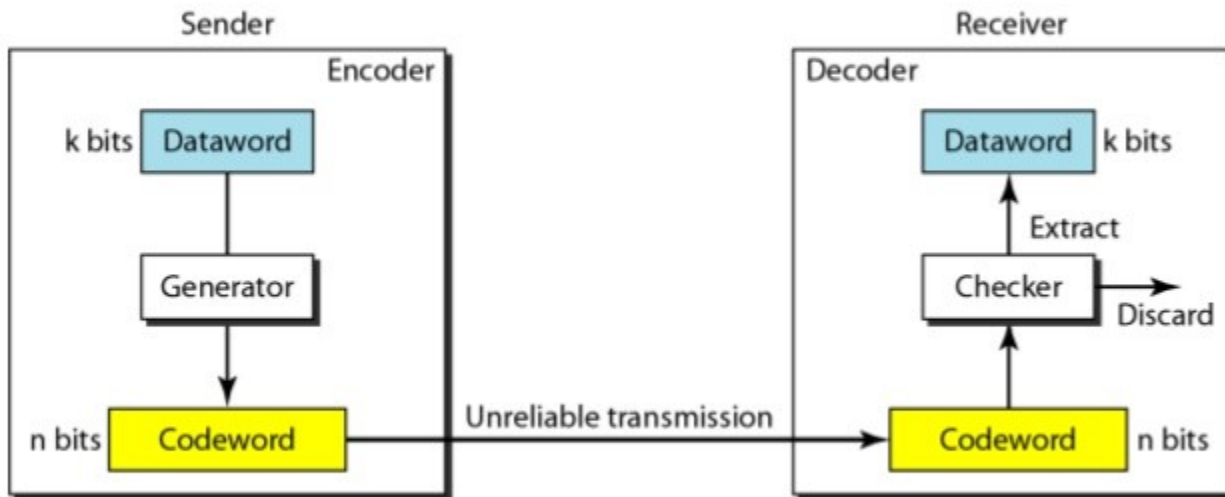 Sender
Receiver
Encoder
Decoder
k bits
Dataword
Dataword
k bits
Extract
Generator
Checker
Discard
Unreliable transmission
n bits
Codeword
Codeword
n bits